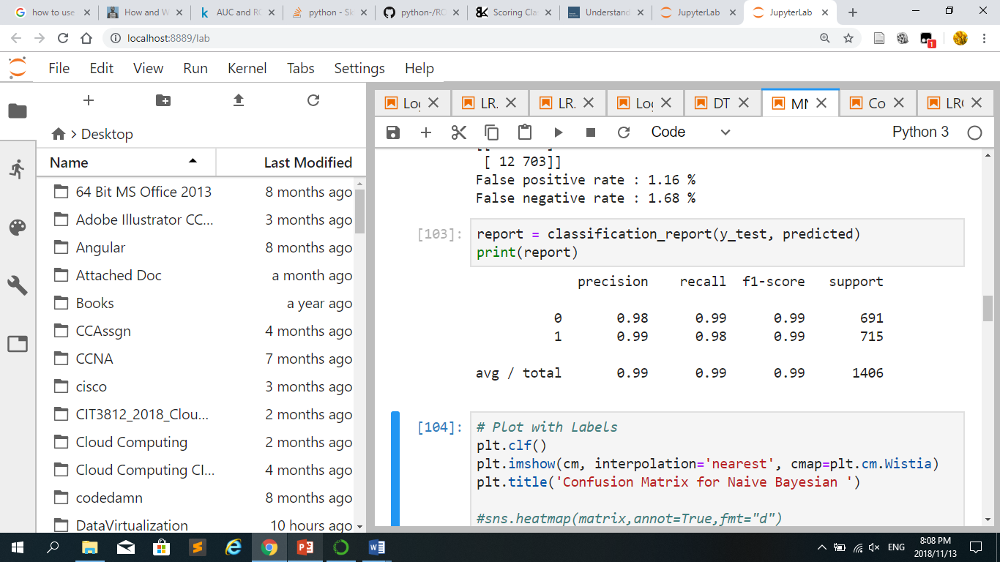 how to use
How and W
AUC and RO
python - Sk
python-/RO
Scoring Cla
Understand
JupyterLab
JupyterLab
localhost:8889/lab
1
File Edit View Run Kernel Tabs Settings Help
Desktop
Name Last Modified
64 Bit MS Office 2013 8 months ago
Adobe Illustrator CC... 3 months ago
Angular 8 months ago
Attached Doc a month ago
Books a year ago
CCAssgn 4 months ago
CCNA 7 months ago
cisco 3 months ago
CIT3812_2018_Clou... 2 months ago
Cloud Computing 2 months ago
Cloud Computing CI... 4 months ago
codedamn 8 months ago
DataVirtualization 10 hours ago
Log LR. LR. Log DT MN Co LR
Code Python 3
[ 12 703]]
False positive rate : 1.16 %
False negative rate : 1.68 %
[103]: report = classification_report(y_test, predicted)
print(report)
precision recall f1-score support
0 0.98 0.99 0.99 691
1 0.99 0.98 0.99 715
avg / total 0.99 0.99 0.99 1406
[104]: # Plot with Labels
plt.clf()
plt.imshow(cm, interpolation='nearest', cmap=plt.cm.Wistia)
plt.title('Confusion Matrix for Naive Bayesian ')
#sns.heatmap(matrix,annot=True,fmt="d")
ENG
8:08 PM
2018/11/13